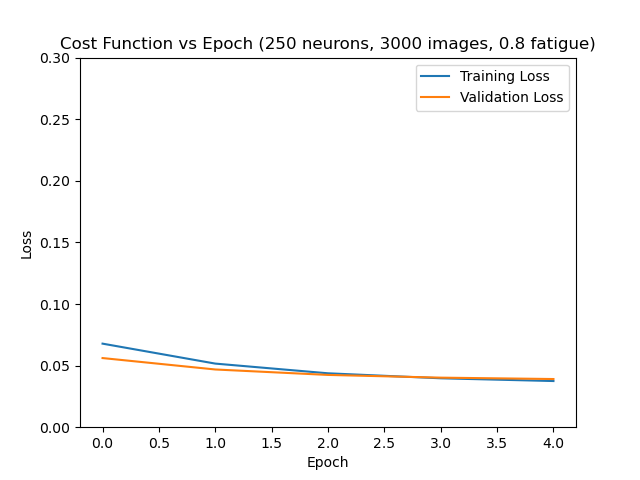 Cost Function vs Epoch (250 neurons, 3000 images, 0.8 fatigue)
Training Loss
Validation Loss
0.30
0.25
0.20
0.15
0.10
0.05
0.00
Loss
0.0 0.5 1.0 1.5 2.0 2.5 3.0 3.5 4.0
Epoch